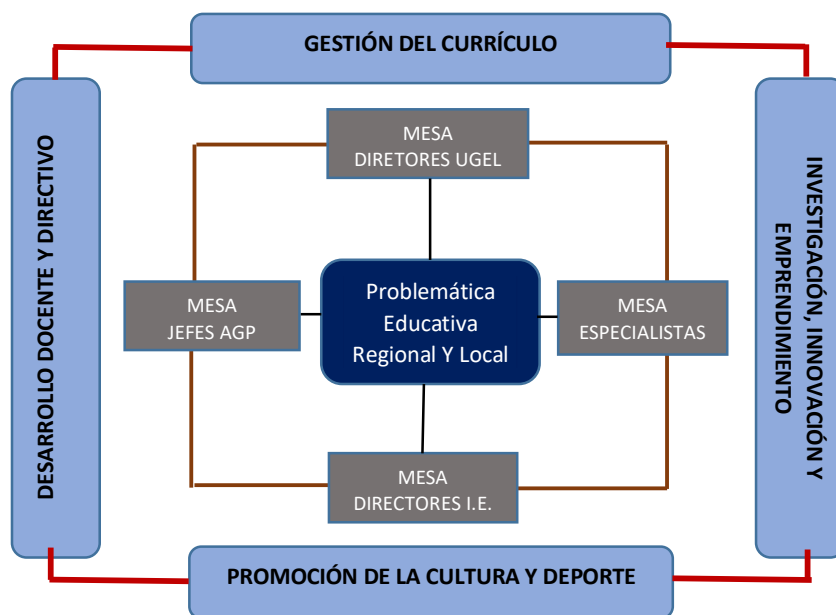 GESTIÓN DEL CURRÍCULO
DESARROLLO DOCENTE Y DIRECTIVO
MESA
DIRETORES UGEL
MESA
JEFES AGP
Problemática
Educativa
Regional Y Local
MESA
ESPECIALISTAS
MESA
DIRECTORES I.E.
INVESTIGACIÓN, INNOVACIÓN Y
EMPRENDIMIENTO
PROMOCIÓN DE LA CULTURA Y DEPORTE